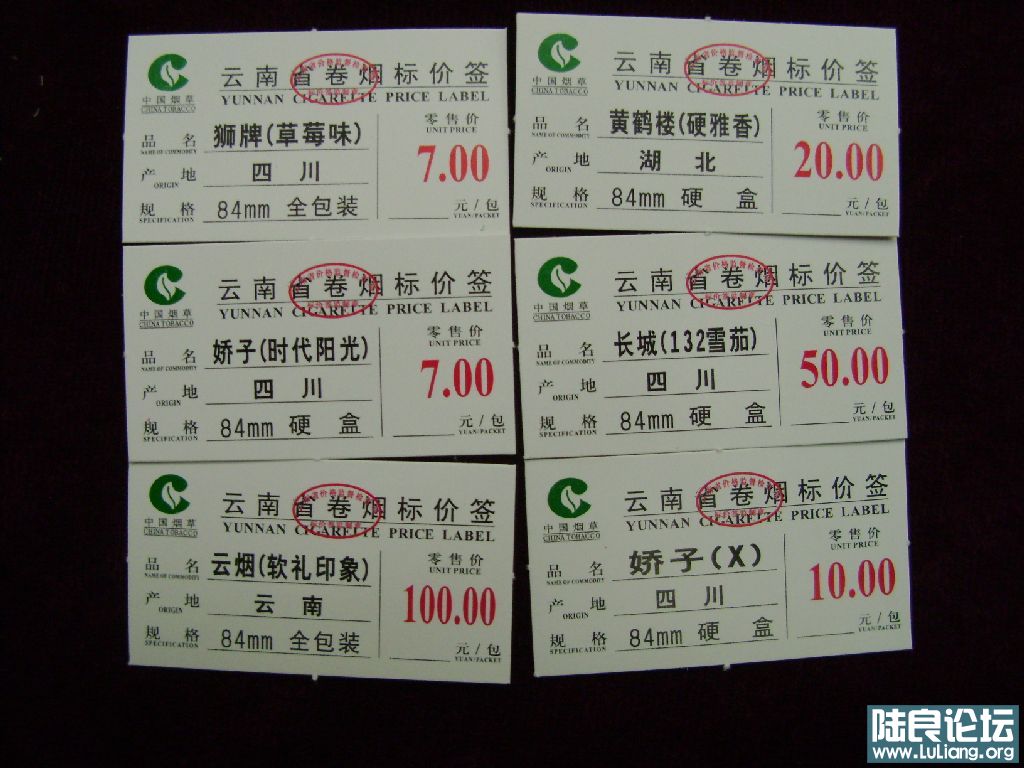 中国烟草
CHINA TOBACCO
云南省卷烟标价签
YUNNAN CIGARETTE PRICE LABEL
品名 狮牌(草莓味)
NAME OF COMMODITY
零售价
UNIT PRICE
7.00
产地 四川
ORIGIN
规格 84mm 全包装
SPECIFICATION
元/包
YUAN/PACKET
中国烟草
CHINA TOBACCO
云南省卷烟标价签
YUNNAN CIGARETTE PRICE LABEL
品名 黄鹤楼(硬雅香)
NAME OF COMMODITY
零售价
UNIT PRICE
20.00
产地 湖北
ORIGIN
规格 84mm 硬盒
SPECIFICATION
元/包
YUAN/PACKET
中国烟草
CHINA TOBACCO
云南省卷烟标价签
YUNNAN CIGARETTE PRICE LABEL
品名 娇子(时代阳光)
NAME OF COMMODITY
零售价
UNIT PRICE
7.00
产地 四川
ORIGIN
规格 84mm 硬盒
SPECIFICATION
元/包
YUAN/PACKET
中国烟草
CHINA TOBACCO
云南省卷烟标价签
YUNNAN CIGARETTE PRICE LABEL
品名 长城(132雪茄)
NAME OF COMMODITY
零售价
UNIT PRICE
50.00
产地 四川
ORIGIN
规格 84mm 硬盒
SPECIFICATION
元/包
YUAN/PACKET
中国烟草
CHINA TOBACCO
云南省卷烟标价签
YUNNAN CIGARETTE PRICE LABEL
品名 云烟(软礼印象)
NAME OF COMMODITY
零售价
UNIT PRICE
100.00
产地 云南
ORIGIN
规格 84mm 全包装
SPECIFICATION
元/包
YUAN/PACKET
中国烟草
CHINA TOBACCO
云南省卷烟标价签
YUNNAN CIGARETTE PRICE LABEL
品名 娇子(X)
NAME OF COMMODITY
零售价
UNIT PRICE
10.00
产地 四川
ORIGIN
规格 84mm 硬盒
SPECIFICATION
元/包
YUAN/PACKET
陆良论坛
www.LuLiang.org